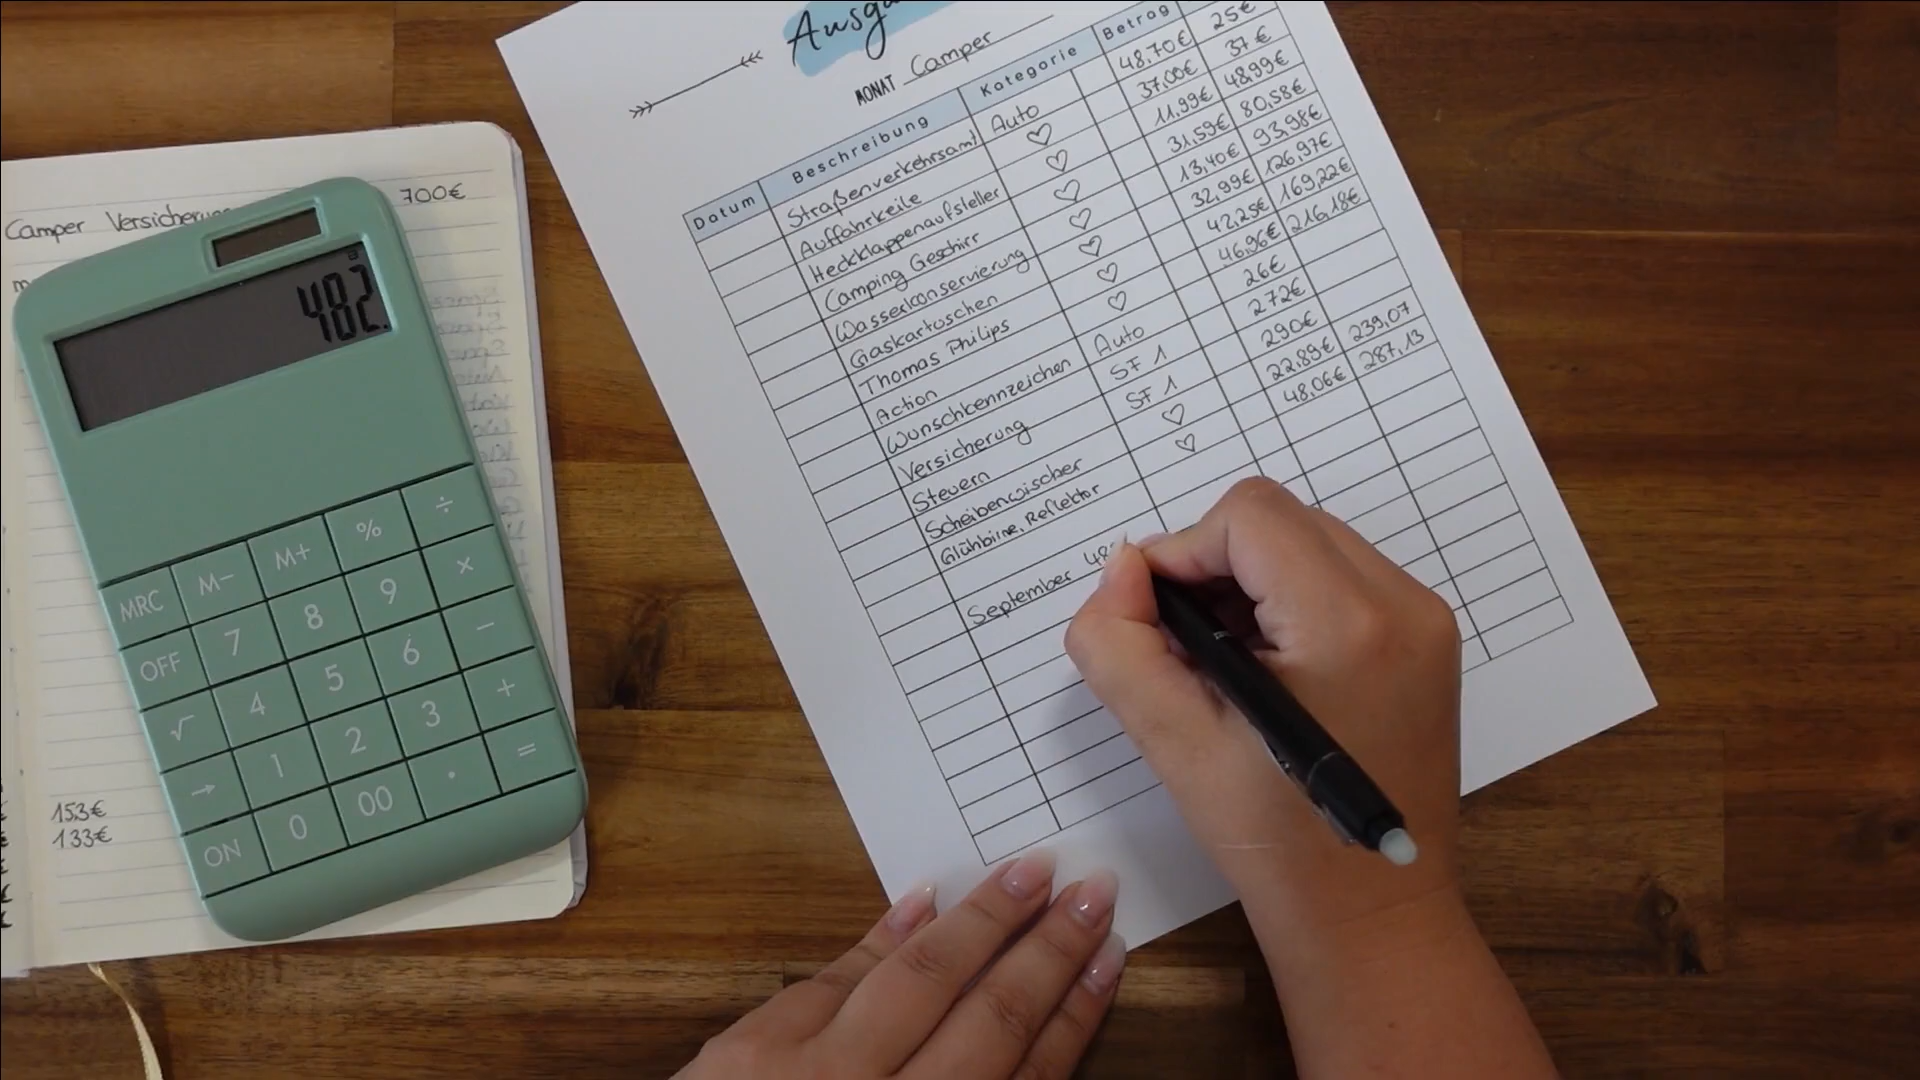 Ausga
MONAT Camper
Datum Beschreibung Kategorie Betrag
Straßenverkehrsamt Auto 48,70€ 25€
Auffahrkeile ♡ 37,00€ 37€
Heckklappenaufsteller ♡ 11,99€ 48,99€
Camping Geschirr ♡ 31,59€ 80,58€
Wasserkonservierung ♡ 13,40€ 93,98€
Gaskartuschen ♡ 32,99€ 126,97€
Thomas Philips ♡ 42,25€ 169,22€
Action ♡ 46,96€ 216,18€
Wunschkennzeichen Auto 26€
Versicherung SF 1 272€
Steuern SF 1 290€
Scheibenwischer ♡ 22,89€ 239,07
Glühbirne, Reflektor ♡ 48,06€ 287,13
September 48
Camper Versicherung 700€
153€
133€
482.
MRC M− M+ % ÷
OFF 7 8 9 ×
√ 4 5 6 −
→ 1 2 3 +
ON 0 00 . =